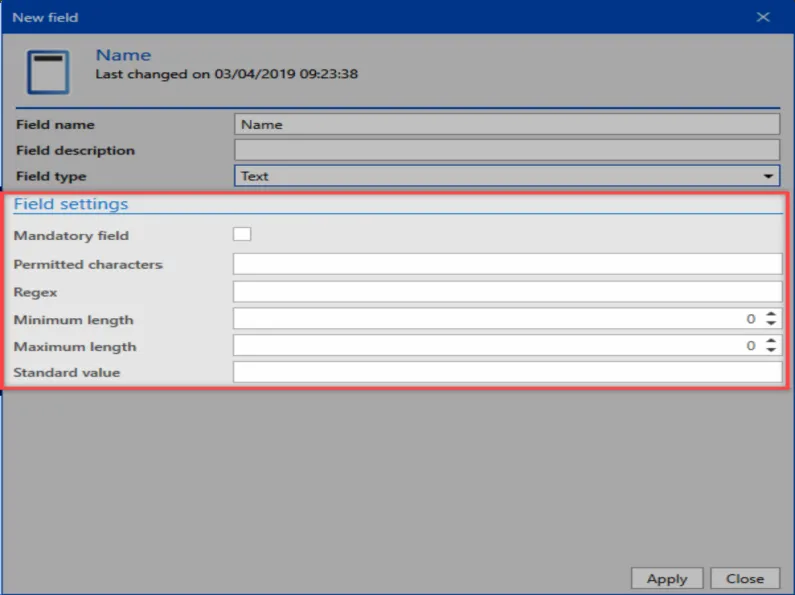 New field
Name
Last changed on 03/04/2019 09:23:38
Field name Name
Field description
Field type Text
Field settings
Mandatory field
Permitted characters
Regex
Minimum length 0
Maximum length 0
Standard value
Apply Close